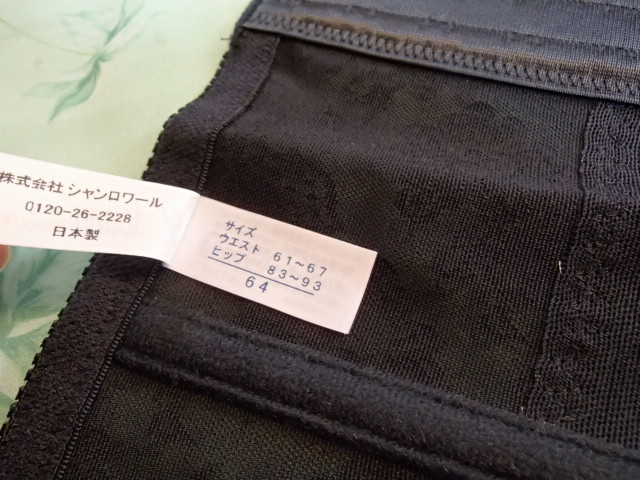 株式会社 シャンロワール
0120-26-2228
日本製
サイズ
ウエスト 61～67
ヒップ 83～93
64